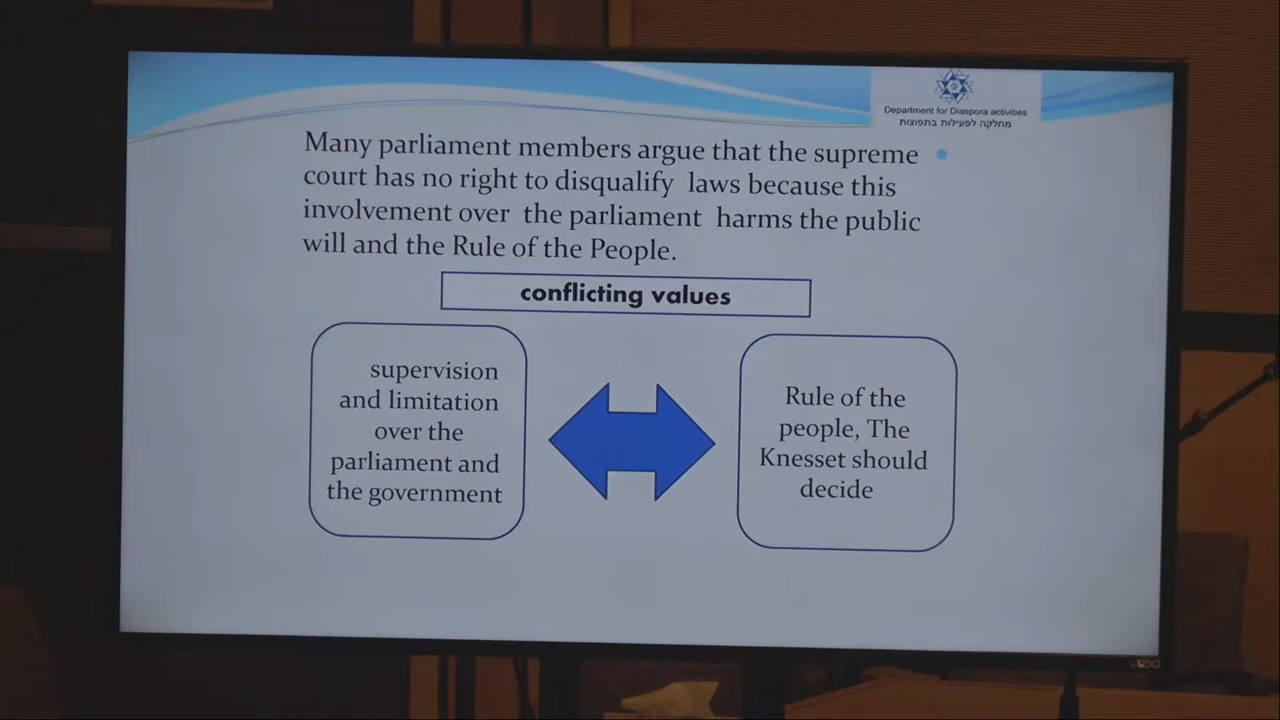 Department for Diaspora activities
מחלקה לפעילות בתפוצות
Many parliament members argue that the supreme
court has no right to disqualify laws because this
involvement over the parliament harms the public
will and the Rule of the People.
conflicting values
supervision
and limitation
over the
parliament and
the government
Rule of the
people, The
Knesset should
decide
VIZIO